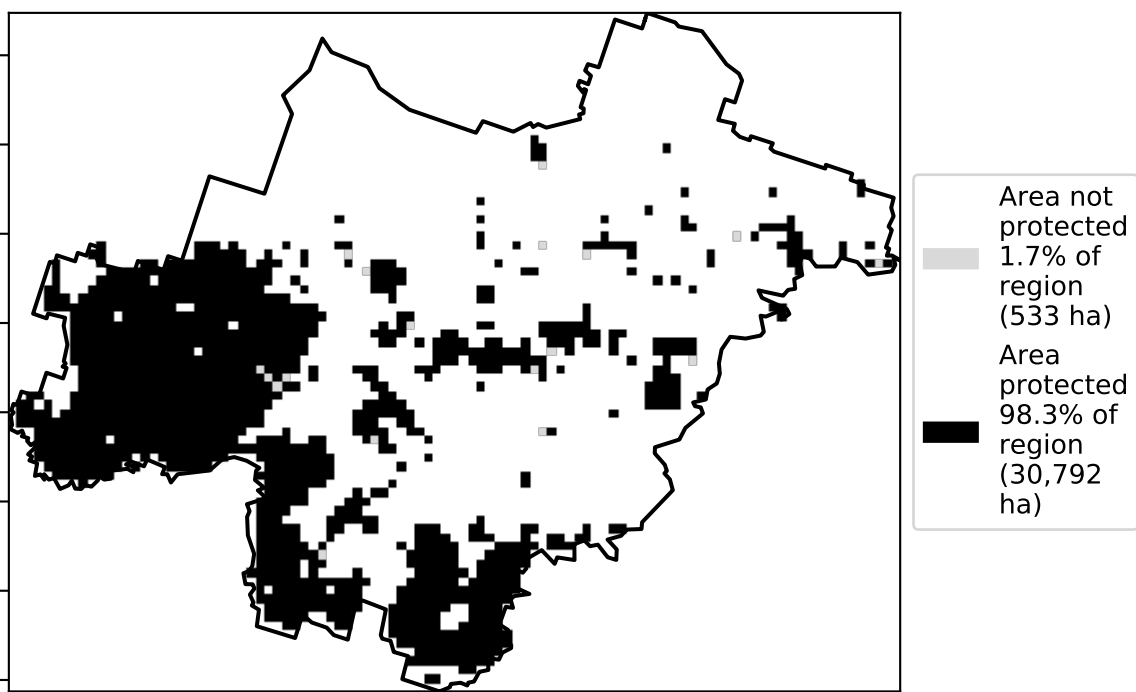 Area not
protected
1.7% of
region
(533 ha)
Area
protected
98.3% of
region
(30,792
ha)